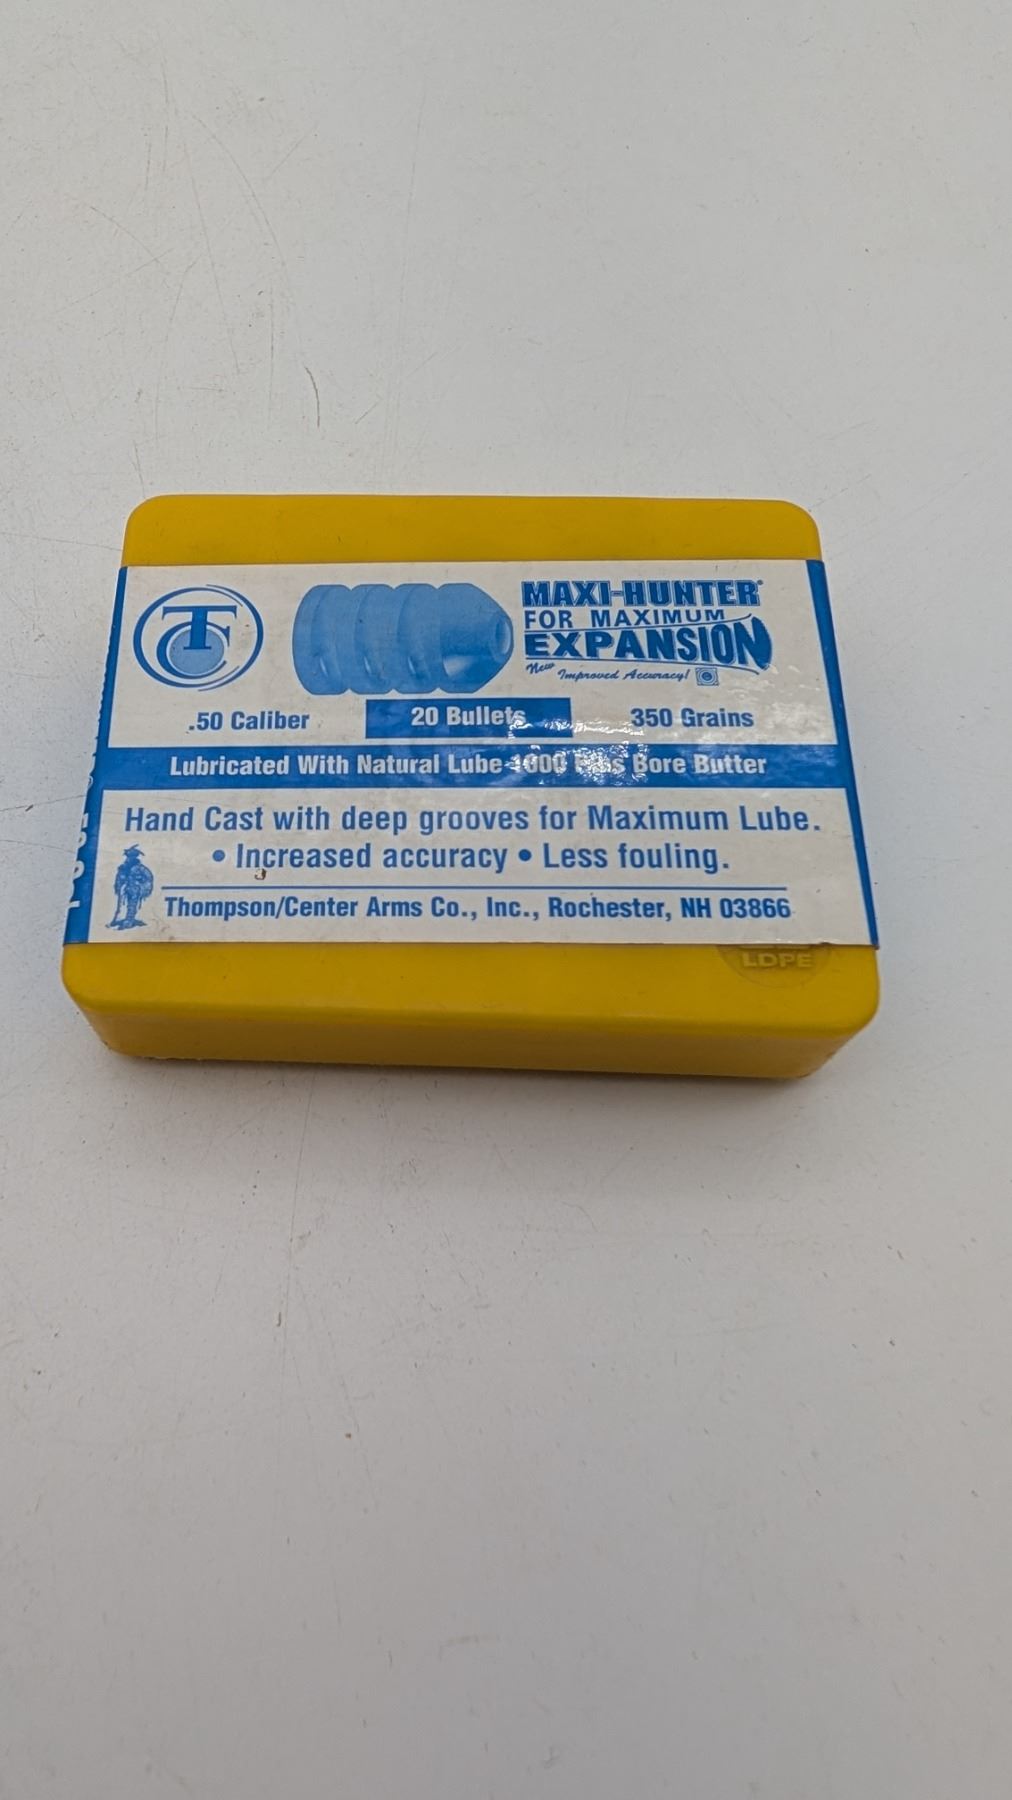 TC
MAXI-HUNTER®
FOR MAXIMUM
EXPANSION
New Improved Accuracy!
.50 Caliber 20 Bullets 350 Grains
Lubricated With Natural Lube 1000 Plus Bore Butter
Hand Cast with deep grooves for Maximum Lube.
• Increased accuracy • Less fouling.
Thompson/Center Arms Co., Inc., Rochester, NH 03866
LDPE